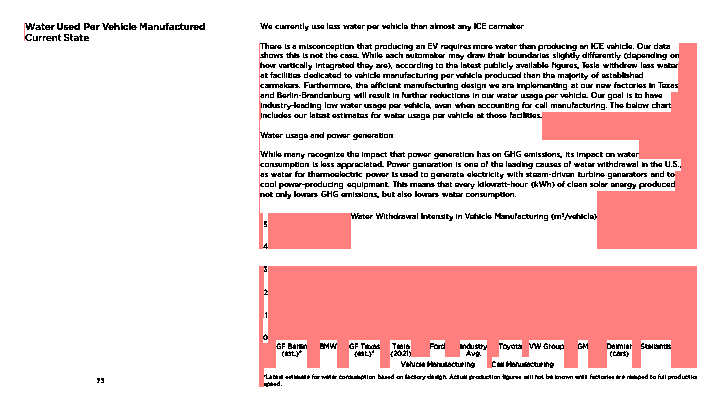 Water Used Per Vehicle Manufactured
Current State
We currently use less water per vehicle than almost any ICE carmaker
There is a misconception that producing an EV requires more water than producing an ICE vehicle. Our data
shows this is not the case. While each automaker may draw their boundaries slightly differently (depending on
how vertically integrated they are), according to the latest publicly available figures, Tesla withdrew less water
at facilities dedicated to vehicle manufacturing per vehicle produced than the majority of established
carmakers. Furthermore, the efficient manufacturing design we are implementing at our new factories in Texas
and Berlin-Brandenburg will result in further reductions in our water usage per vehicle. Our goal is to have
industry-leading low water usage per vehicle, even when accounting for cell manufacturing. The below chart
includes our latest estimates for water usage per vehicle at those facilities.
Water usage and power generation
While many recognize the impact that power generation has on GHG emissions, its impact on water
consumption is less appreciated. Power generation is one of the leading causes of water withdrawal in the U.S.,
as water for thermoelectric power is used to generate electricity with steam-driven turbine generators and to
cool power-producing equipment. This means that every kilowatt-hour (kWh) of clean solar energy produced
not only lowers GHG emissions, but also lowers water consumption.
Water Withdrawal Intensity in Vehicle Manufacturing (m³/vehicle)
5
4
3
2
1
0
GF Berlin BMW GF Texas Tesla Ford Industry Toyota VW Group GM Daimler Stellantis
(est.)* (est.)* (2021) Avg. (cars)
Vehicle Manufacturing Cell Manufacturing
*Latest estimate for water consumption based on factory design. Actual production figures will not be known until factories are ramped to full production
speed.
73